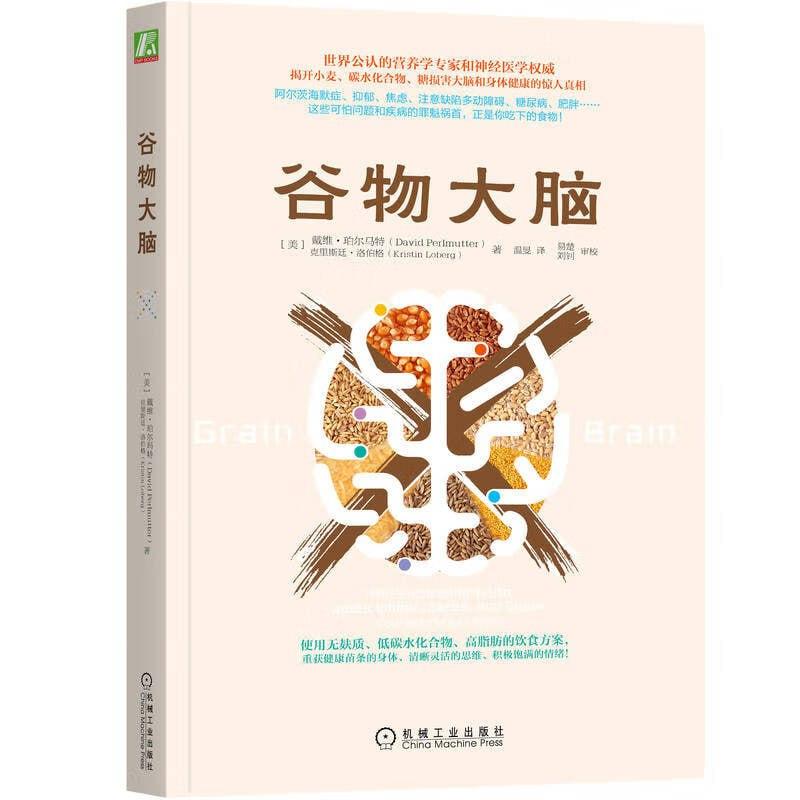 世界公认的营养学专家和神经医学权威
揭开小麦、碳水化合物、糖损害大脑和身体健康的惊人真相
阿尔茨海默症、抑郁、焦虑、注意缺陷多动障碍、糖尿病、肥胖……
这些可怕问题和疾病的罪魁祸首,正是你吃下的食物!
谷物大脑
[美] 戴维·珀尔马特(David Perlmutter)
克里斯廷·洛伯格(Kristin Loberg) 著 温旻 译 易楚 刘钊 审校
Grain Brain
使用无麸质、低碳水化合物、高脂肪的饮食方案,
重获健康苗条的身体、清晰灵活的思维、积极饱满的情绪!
机械工业出版社
China Machine Press
谷物大脑
[美] 戴维·珀尔玛特(David Perlmutter)
克里斯廷·洛伯格(Kristin Loberg) 著
机械工业出版社
China Machine Press